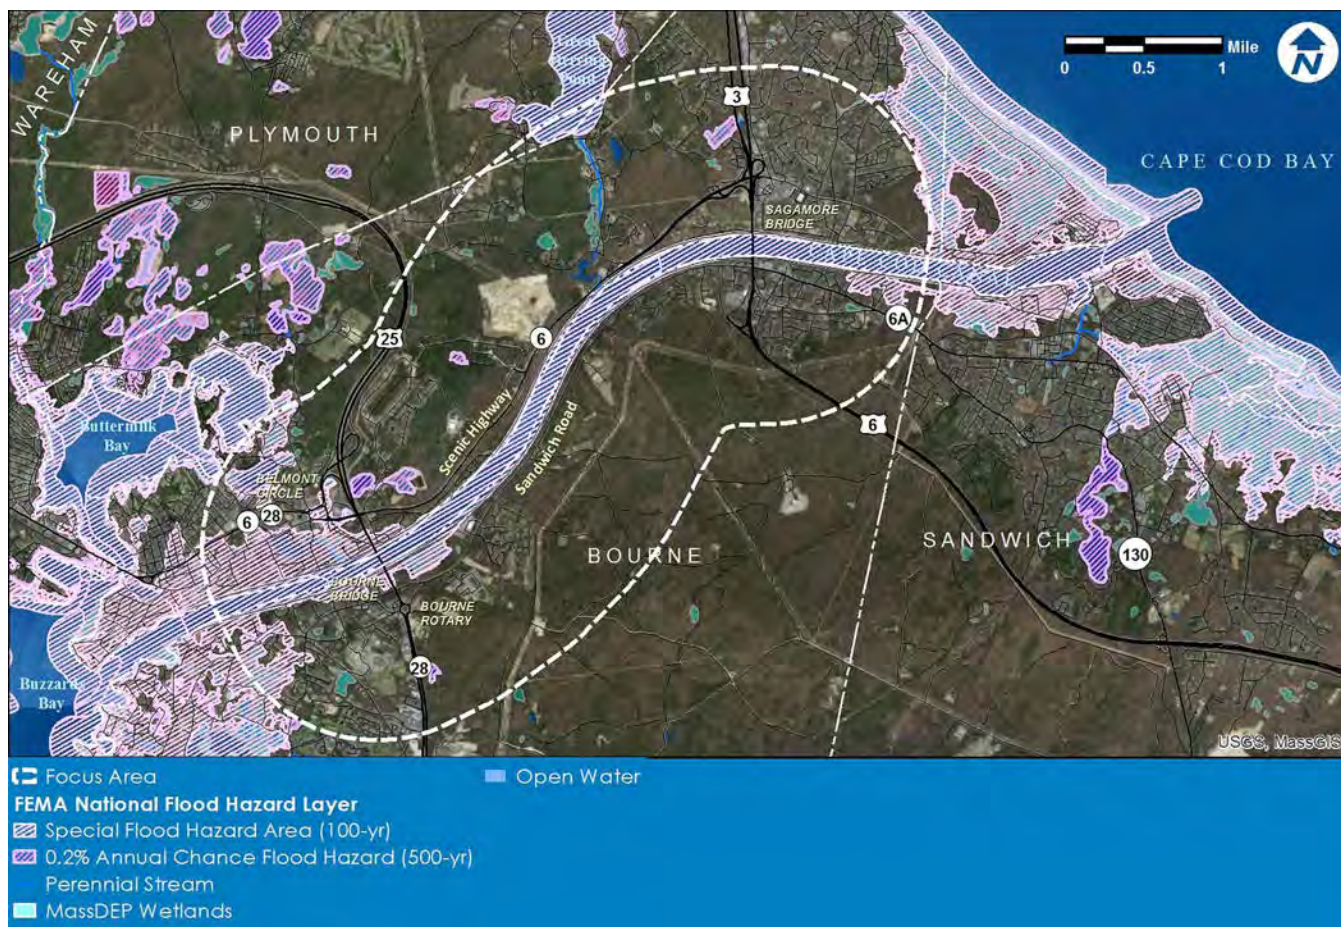 WAREHAM
PLYMOUTH
Great
Herring
Pond
3
Mile
0 0.5 1
N
CAPE COD BAY
SAGAMORE
BRIDGE
25
6
6A
Scenic Highway
Sandwich Road
6
Buttermilk
Bay
BELMONT
CIRCLE
6
28
BOURNE
BRIDGE
BOURNE
ROTARY
BOURNE
SANDWICH
130
28
Buzzards
Bay
USGS, MassGIS
Focus Area
Open Water
FEMA National Flood Hazard Layer
Special Flood Hazard Area (100-yr)
0.2% Annual Chance Flood Hazard (500-yr)
Perennial Stream
MassDEP Wetlands